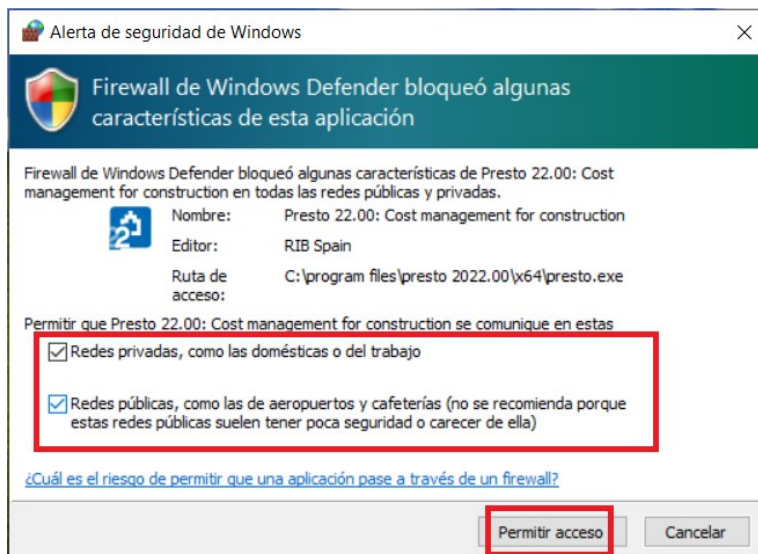 Alerta de seguridad de Windows
Firewall de Windows Defender bloqueó algunas
características de esta aplicación
Firewall de Windows Defender bloqueó algunas características de Presto 22.00: Cost
management for construction en todas las redes públicas y privadas.
Nombre: Presto 22.00: Cost management for construction
Editor: RIB Spain
Ruta de C:\program files\presto 2022.00\x64\presto.exe
acceso:
Permitir que Presto 22.00: Cost management for construction se comunique en estas
Redes privadas, como las domésticas o del trabajo
Redes públicas, como las de aeropuertos y cafeterías (no se recomienda porque
estas redes públicas suelen tener poca seguridad o carecer de ella)
¿Cuál es el riesgo de permitir que una aplicación pase a través de un firewall?
Permitir acceso Cancelar